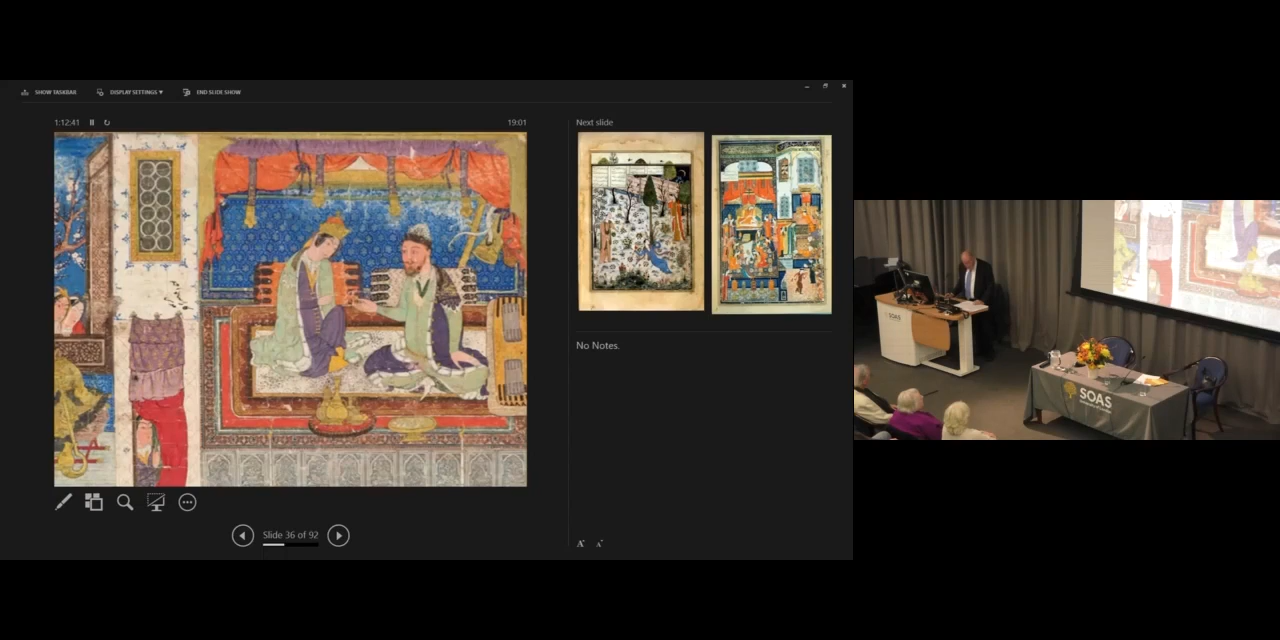 SHOW TASKBAR
DISPLAY SETTINGS ▼
END SLIDE SHOW
1:12:41
19:01
Next slide
No Notes.
Slide 36 of 92
A
A
SOAS
SOAS